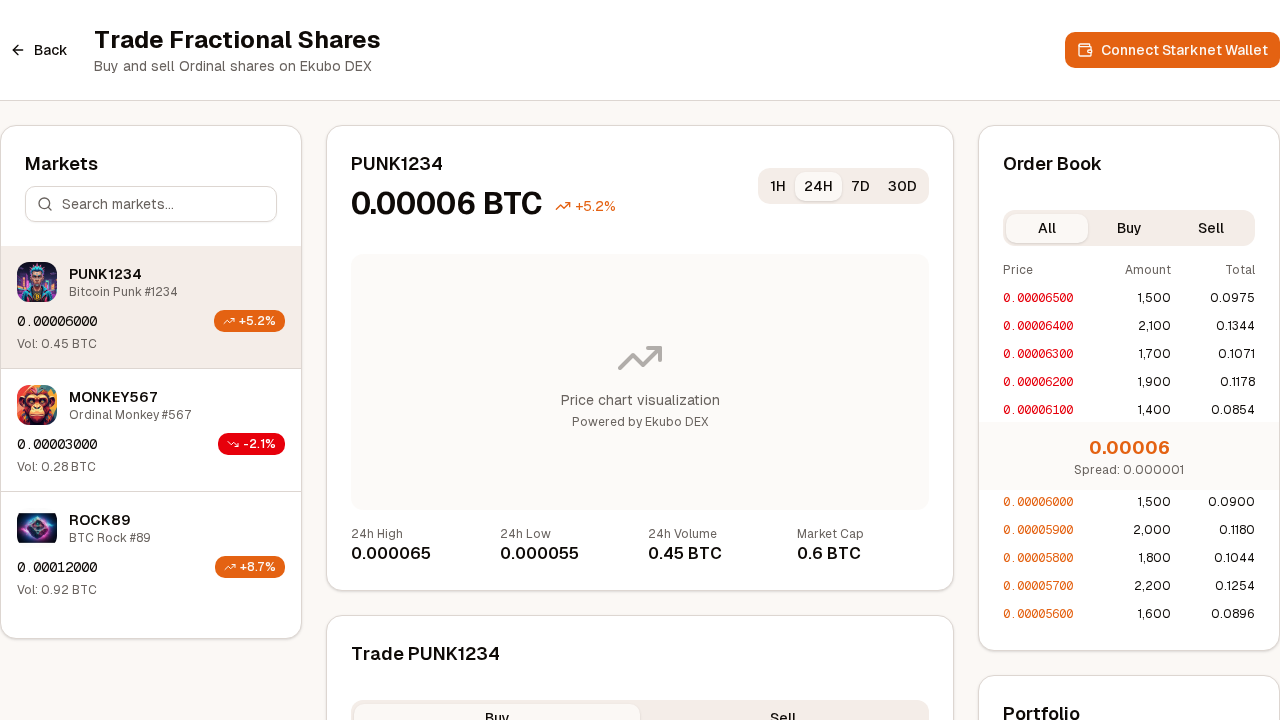 Back
Trade Fractional Shares
Buy and sell Ordinal shares on Ekubo DEX
Connect Starknet Wallet
Markets
Search markets...
PUNK1234
Bitcoin Punk #1234
0.00006000
+5.2%
Vol: 0.45 BTC
MONKEY567
Ordinal Monkey #567
0.00003000
-2.1%
Vol: 0.28 BTC
ROCK89
BTC Rock #89
0.00012000
+8.7%
Vol: 0.92 BTC
PUNK1234
0.00006 BTC +5.2%
1H 24H 7D 30D
Price chart visualization
Powered by Ekubo DEX
24h High 24h Low 24h Volume Market Cap
0.000065 0.000055 0.45 BTC 0.6 BTC
Trade PUNK1234
Buy Sell
Order Book
All Buy Sell
Price Amount Total
0.00006500 1,500 0.0975
0.00006400 2,100 0.1344
0.00006300 1,700 0.1071
0.00006200 1,900 0.1178
0.00006100 1,400 0.0854
0.00006
Spread: 0.000001
0.00006000 1,500 0.0900
0.00005900 2,000 0.1180
0.00005800 1,800 0.1044
0.00005700 2,200 0.1254
0.00005600 1,600 0.0896
Portfolio